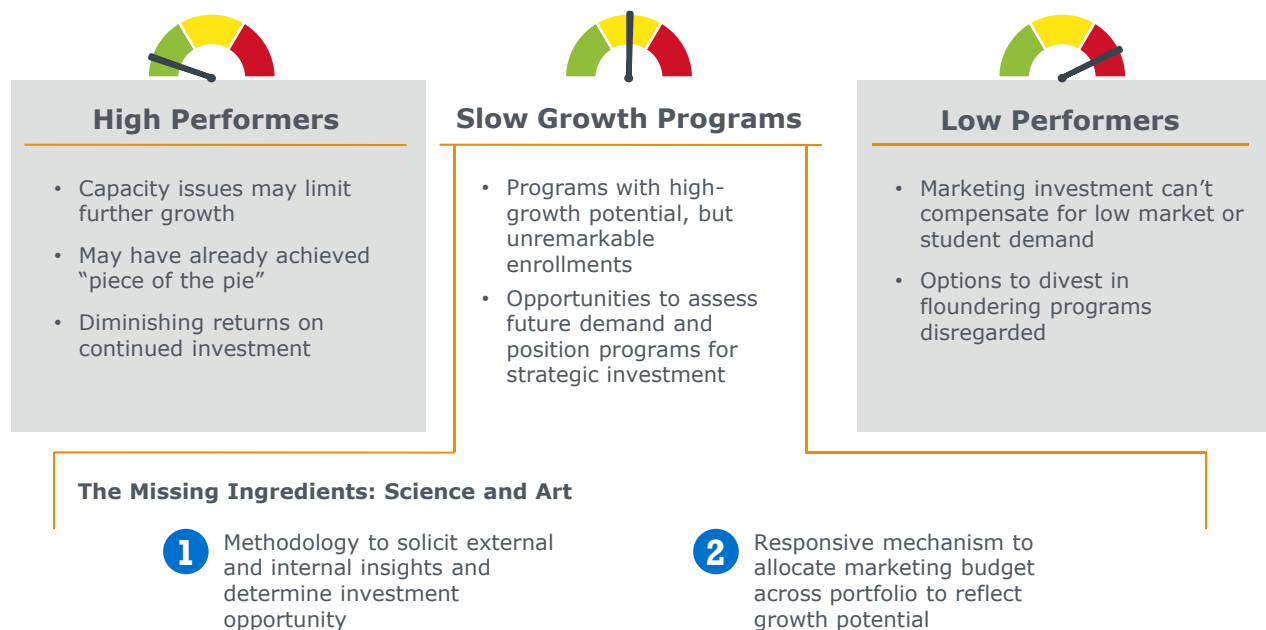 High Performers
• Capacity issues may limit
further growth
• May have already achieved
“piece of the pie”
• Diminishing returns on
continued investment
Slow Growth Programs
• Programs with high-
growth potential, but
unremarkable
enrollments
• Opportunities to assess
future demand and
position programs for
strategic investment
Low Performers
• Marketing investment can’t
compensate for low market or
student demand
• Options to divest in
floundering programs
disregarded
The Missing Ingredients: Science and Art
1
Methodology to solicit external
and internal insights and
determine investment
opportunity
2
Responsive mechanism to
allocate marketing budget
across portfolio to reflect
growth potential